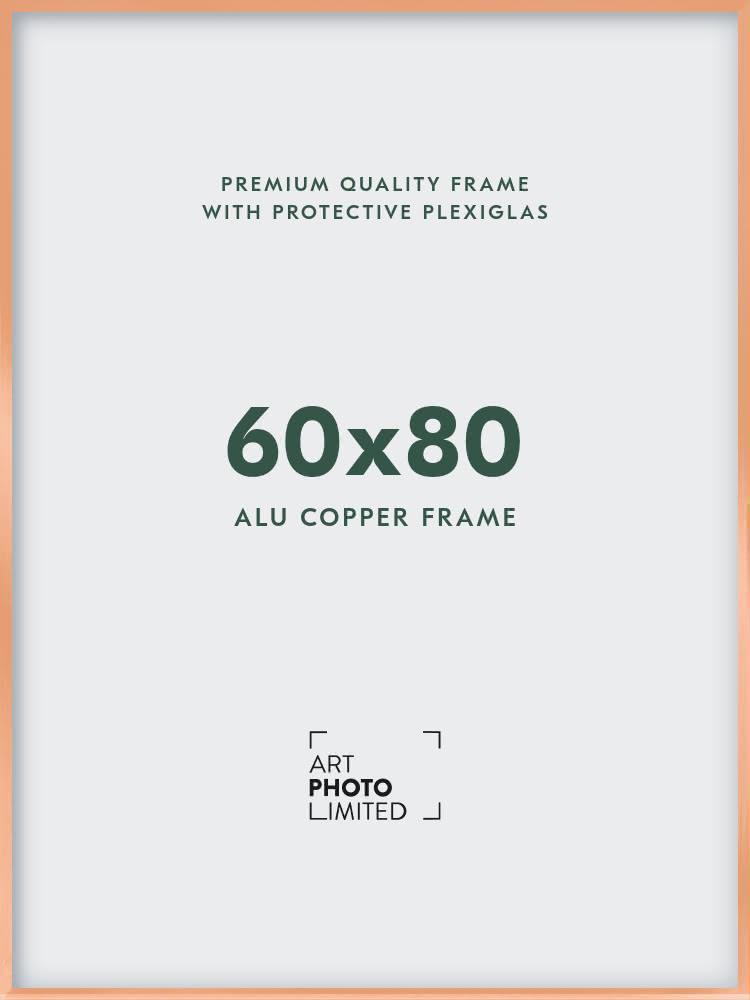 PREMIUM QUALITY FRAME
WITH PROTECTIVE PLEXIGLAS
60x80
ALU COPPER FRAME
ART
PHOTO
LIMITED